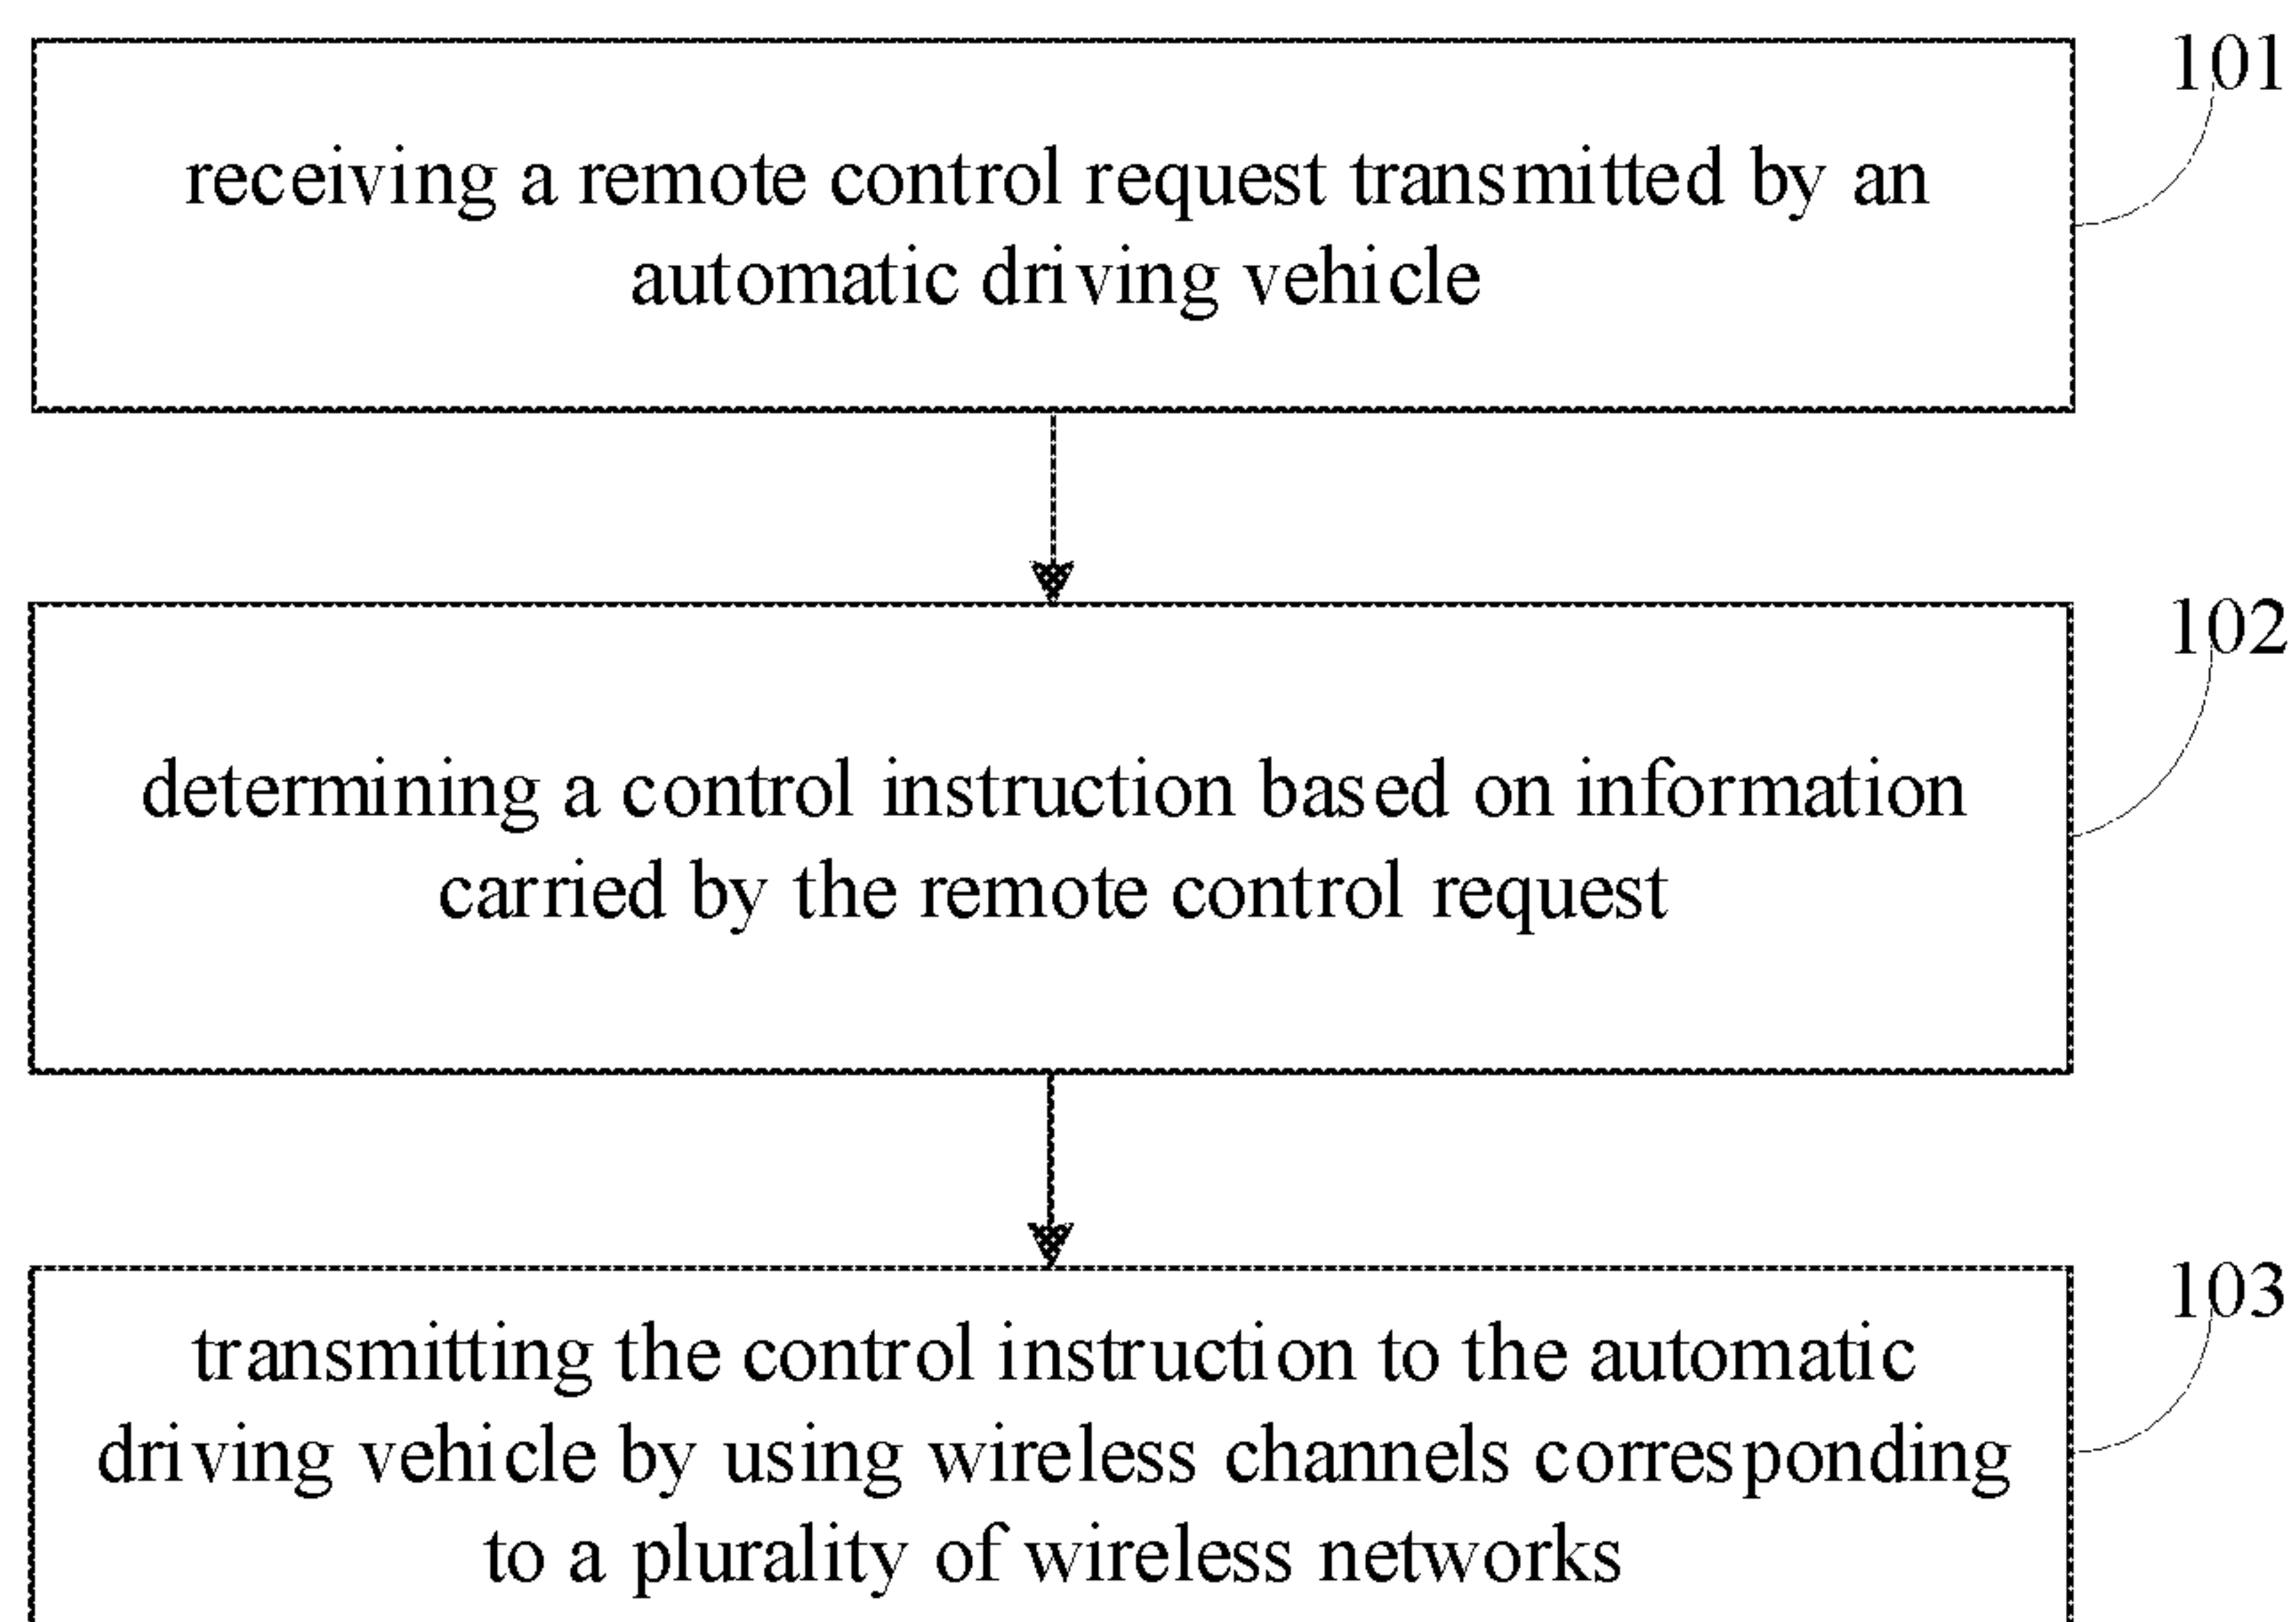 101
receiving a remote control request transmitted by an
automatic driving vehicle
102
determining a control instruction based on information
carried by the remote control request
103
transmitting the control instruction to the automatic
driving vehicle by using wireless channels corresponding
to a plurality of wireless networks